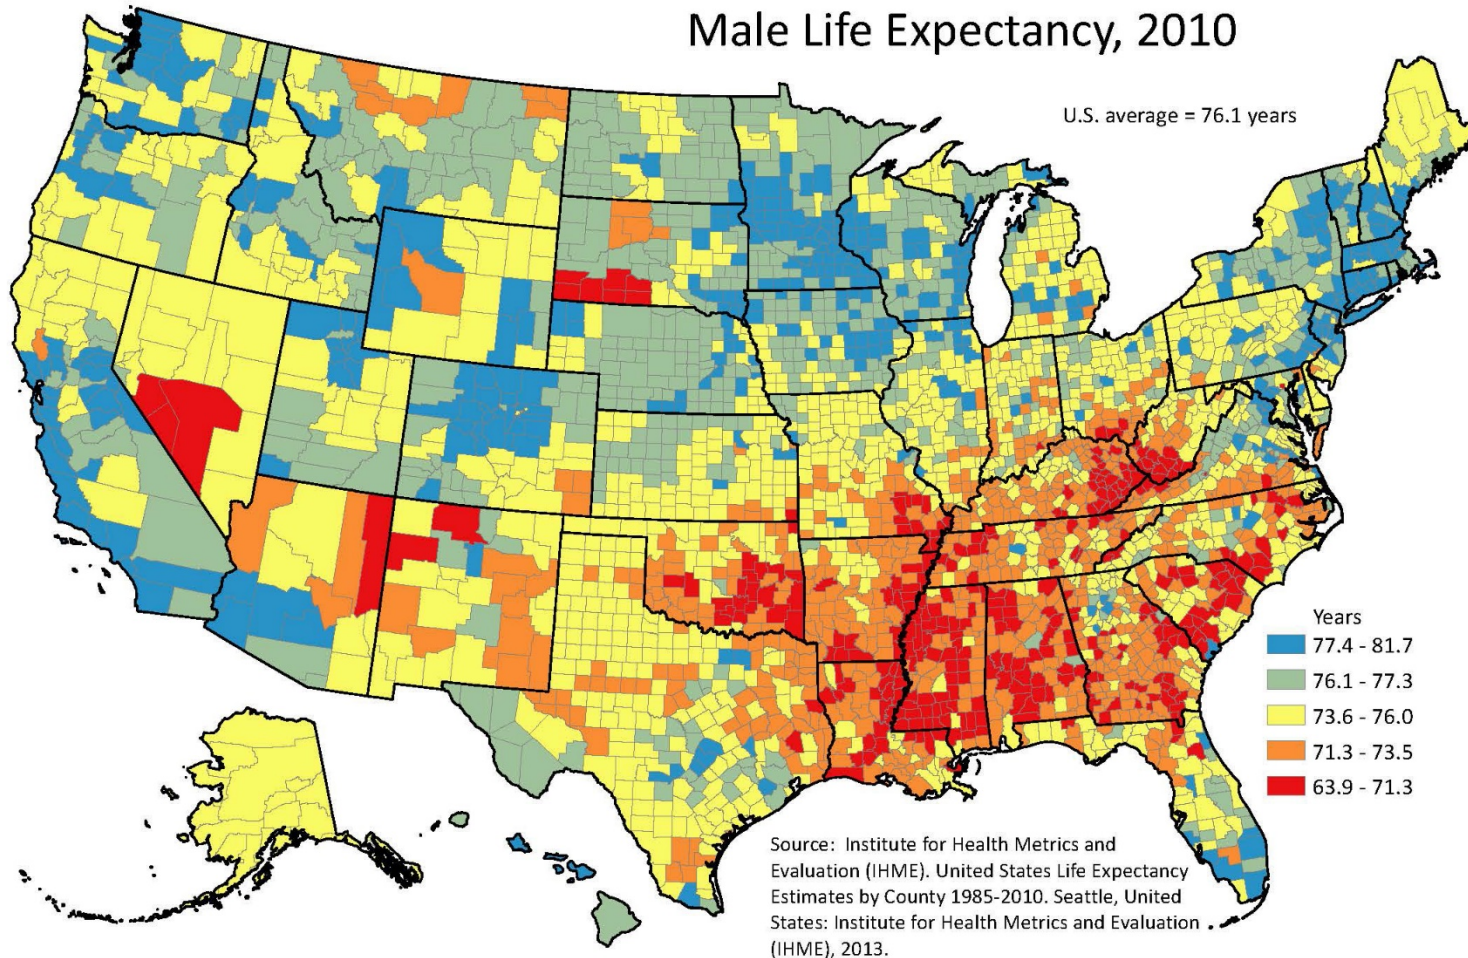 Male Life Expectancy, 2010
U.S. average = 76.1 years
Years
77.4 - 81.7
76.1 - 77.3
73.6 - 76.0
71.3 - 73.5
63.9 - 71.3
Source:  Institute for Health Metrics and
Evaluation (IHME). United States Life Expectancy
Estimates by County 1985-2010. Seattle, United
States: Institute for Health Metrics and Evaluation
(IHME), 2013.